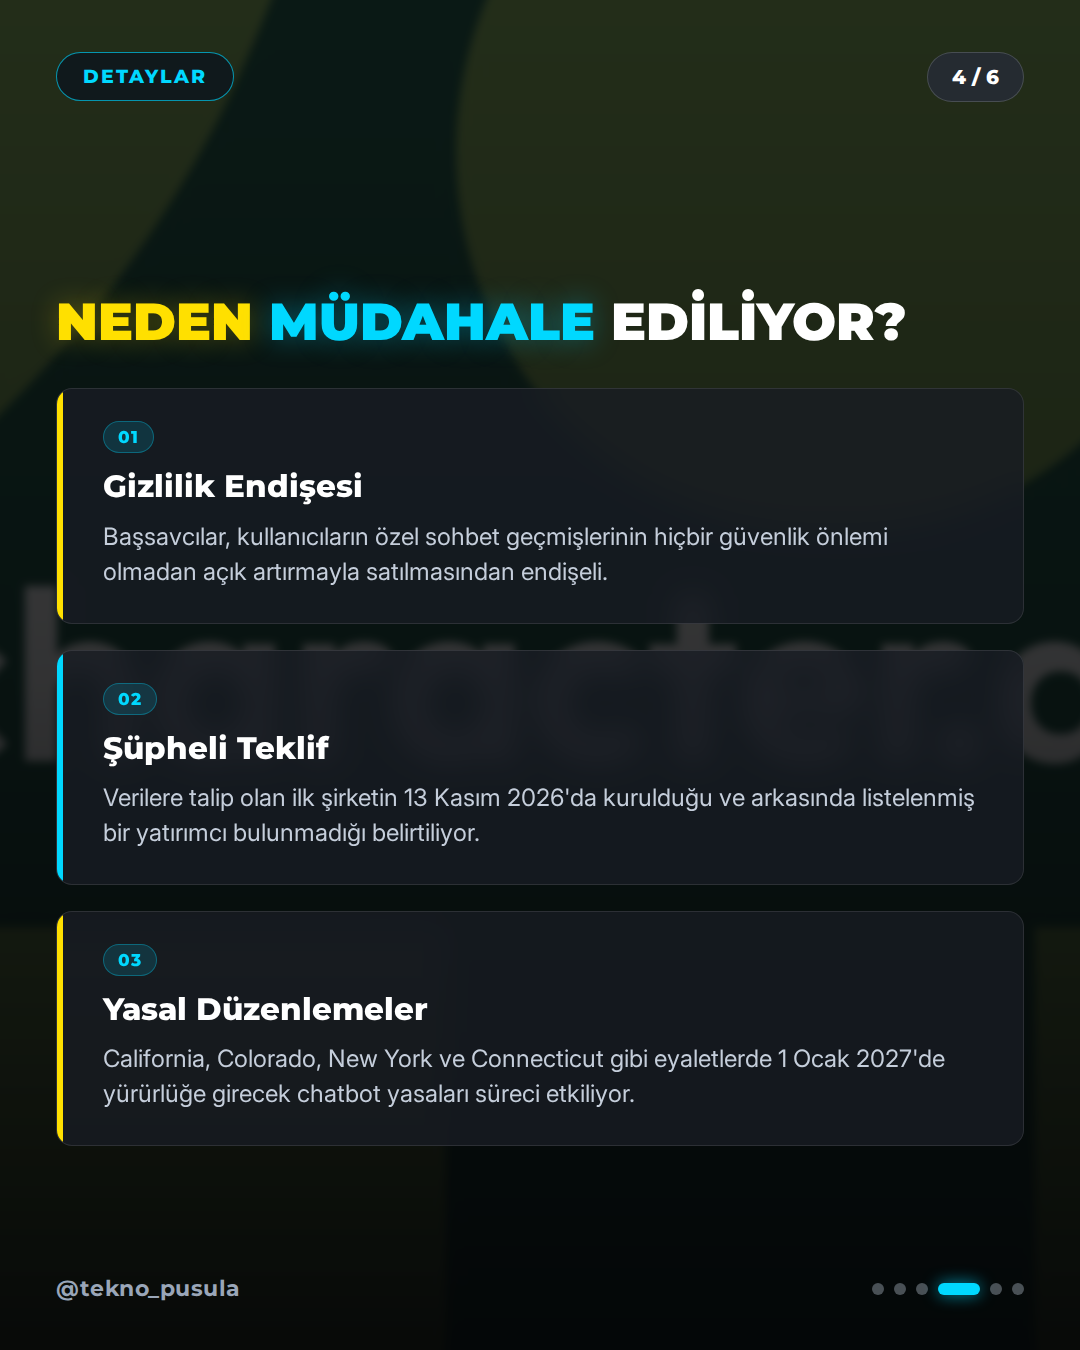 DETAYLAR
4 / 6
NEDEN MÜDAHALE EDİLİYOR?
01
Gizlilik Endişesi
Başsavcılar, kullanıcıların özel sohbet geçmişlerinin hiçbir güvenlik önlemi
olmadan açık artırmayla satılmasından endişeli.
02
Şüpheli Teklif
Verilere talip olan ilk şirketin 13 Kasım 2026'da kurulduğu ve arkasında listelenmiş
bir yatırımcı bulunmadığı belirtiliyor.
03
Yasal Düzenlemeler
California, Colorado, New York ve Connecticut gibi eyaletlerde 1 Ocak 2027'de
yürürlüğe girecek chatbot yasaları süreci etkiliyor.
@tekno_pusula